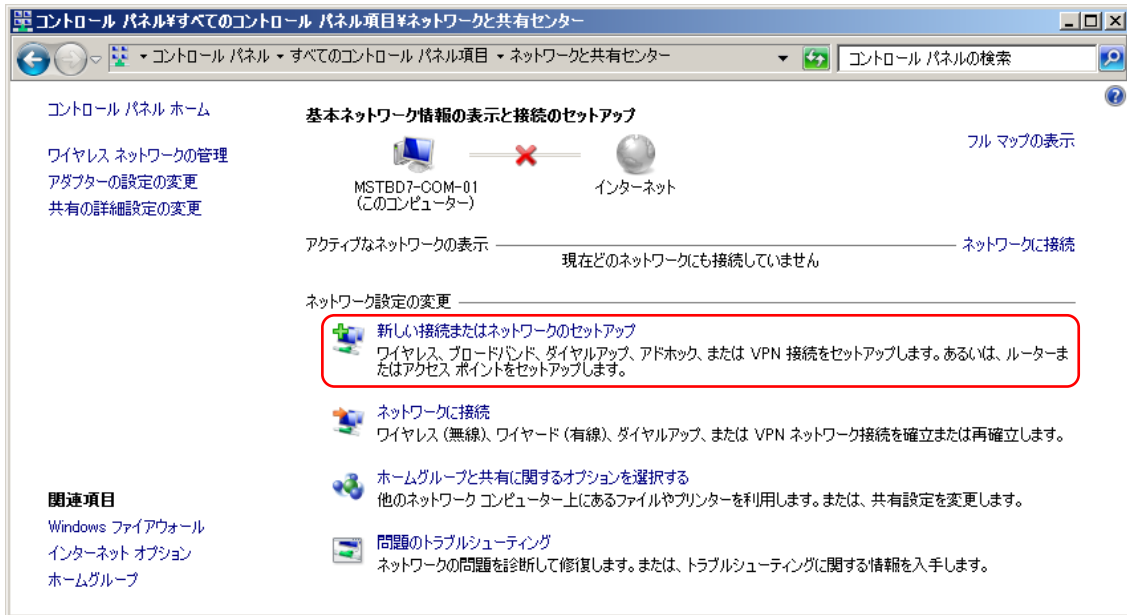 コントロール パネル¥すべてのコントロール パネル項目¥ネットワークと共有センター
コントロール パネル ▾ すべてのコントロール パネル項目 ▾ ネットワークと共有センター
コントロール パネルの検索
コントロール パネル ホーム
ワイヤレス ネットワークの管理
アダプターの設定の変更
共有の詳細設定の変更
基本ネットワーク情報の表示と接続のセットアップ
フル マップの表示
MSTBD7-COM-01
(このコンピューター)
インターネット
アクティブなネットワークの表示
ネットワークに接続
現在どのネットワークにも接続していません
ネットワーク設定の変更
新しい接続またはネットワークのセットアップ
ワイヤレス、ブロードバンド、ダイヤルアップ、アドホック、または VPN 接続をセットアップします。あるいは、ルーターま
たはアクセス ポイントをセットアップします。
ネットワークに接続
ワイヤレス (無線)、ワイヤード (有線)、ダイヤルアップ、または VPN ネットワーク接続を確立または再確立します。
ホームグループと共有に関するオプションを選択する
他のネットワーク コンピューター上にあるファイルやプリンターを利用します。または、共有設定を変更します。
問題のトラブルシューティング
ネットワークの問題を診断して修復します。または、トラブルシューティングに関する情報を入手します。
関連項目
Windows ファイアウォール
インターネット オプション
ホームグループ